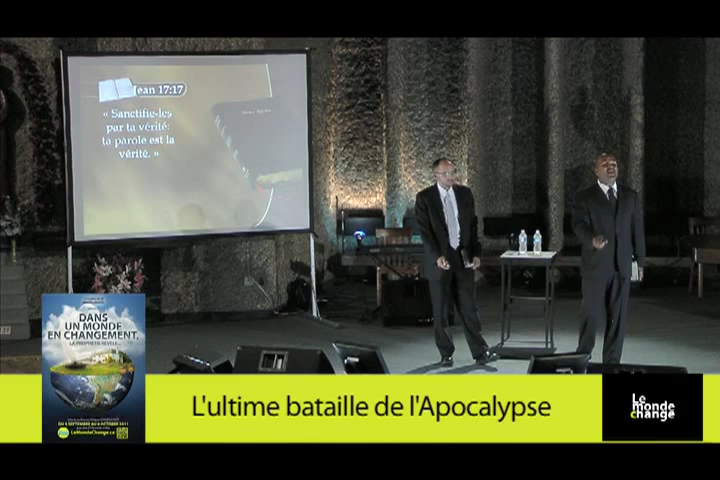 Jean 17:17
« Sanctifie-les
par ta vérité:
ta parole est la
vérité. »
DANS
UN MONDE
EN CHANGEMENT,
LA PROPHÉTIE RÉVÈLE...
DU 9 SEPTEMBRE AU 8 OCTOBRE 2011
LeMondeChange.ca
L'ultime bataille de l'Apocalypse
Le
monde
change